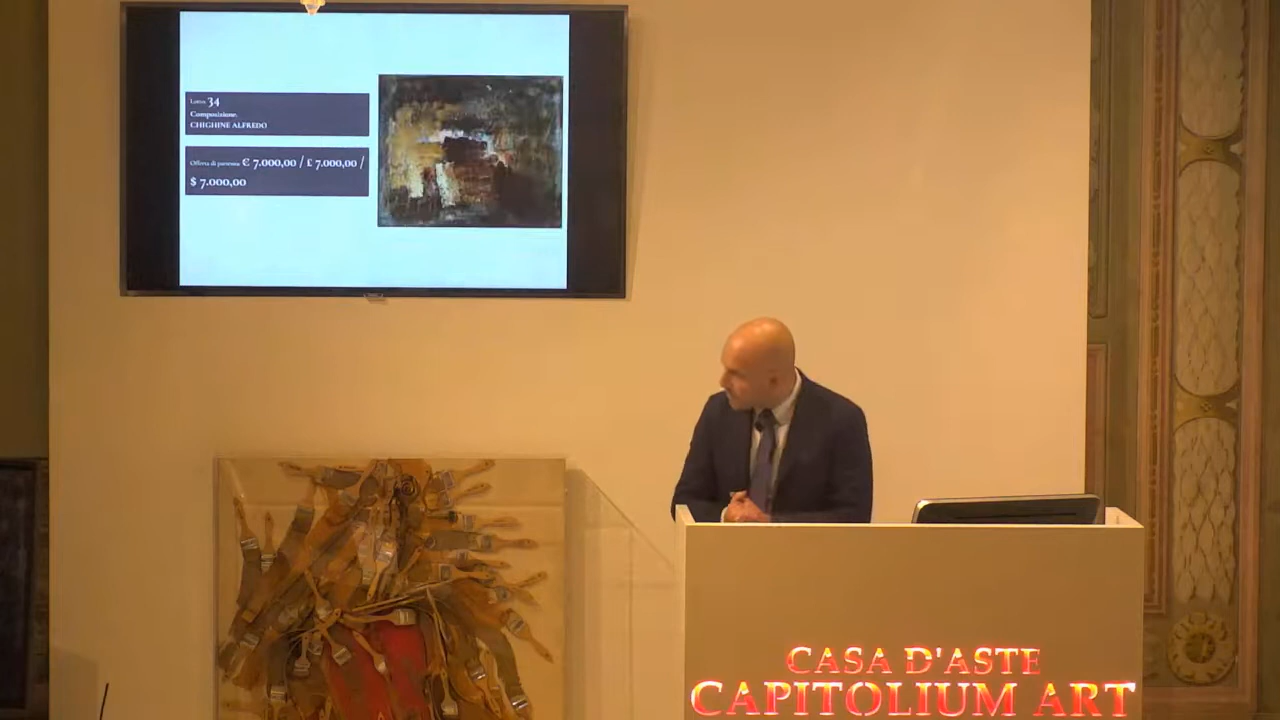 Lotto: 34
Composizione.
CHIGHINE ALFREDO
Offerta di partenza: € 7.000,00 / £ 7.000,00 /
$ 7.000,00
CASA D'ASTE
CAPITOLIUM ART